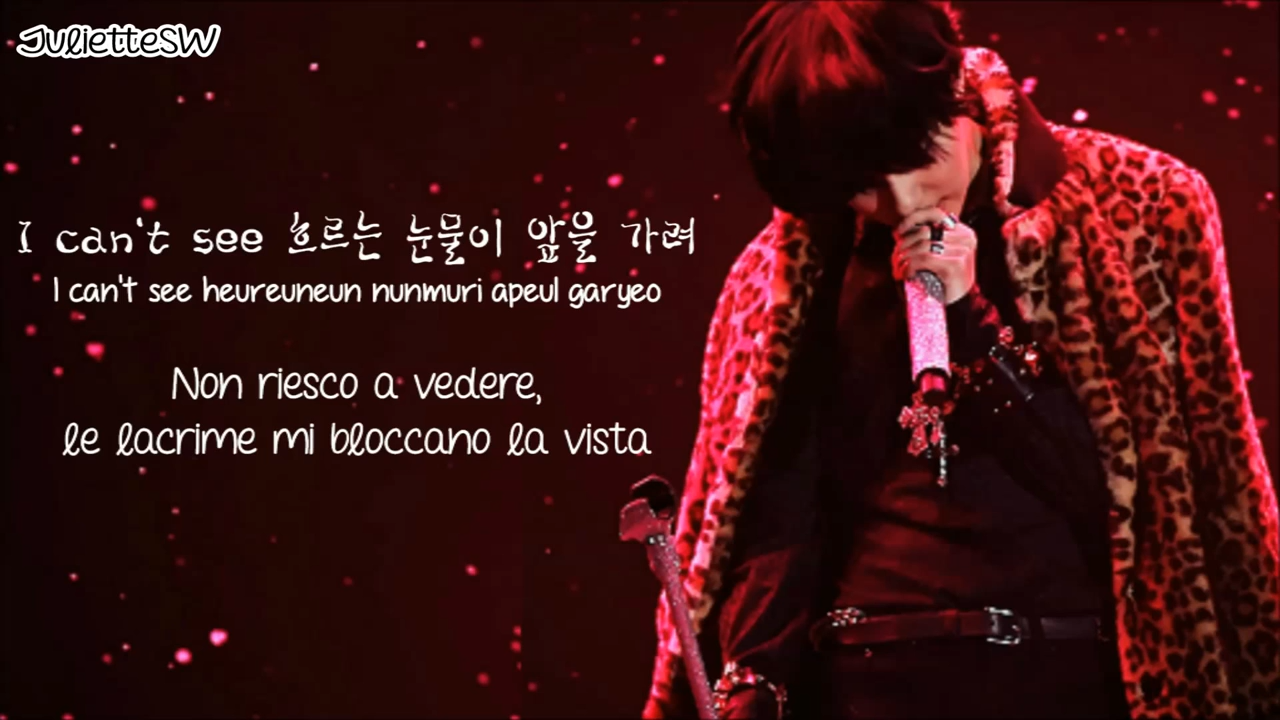 JulietteSW
I can't see 흐르는 눈물이 앞을 가려
I can't see heureuneun nunmuri apeul garyeo
Non riesco a vedere,
le lacrime mi bloccano la vista